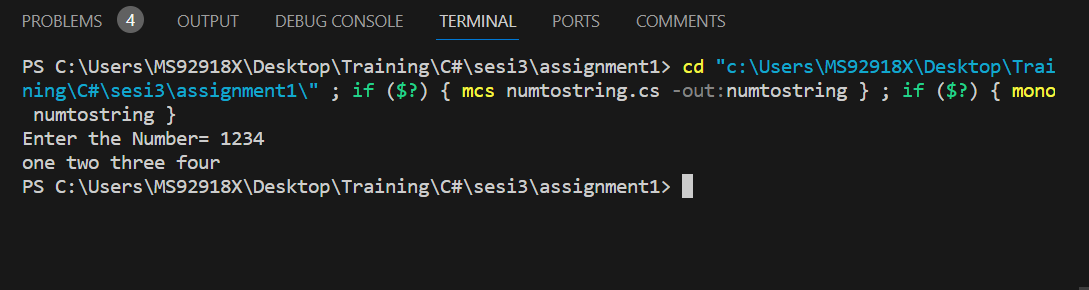 PROBLEMS 4 OUTPUT DEBUG CONSOLE TERMINAL PORTS COMMENTS
PS C:\Users\MS92918X\Desktop\Training\C#\sesi3\assignment1> cd "c:\Users\MS92918X\Desktop\Trai
ning\C#\sesi3\assignment1\" ; if ($?) { mcs numtostring.cs -out:numtostring } ; if ($?) { mono
numtostring }
Enter the Number= 1234
one two three four
PS C:\Users\MS92918X\Desktop\Training\C#\sesi3\assignment1>